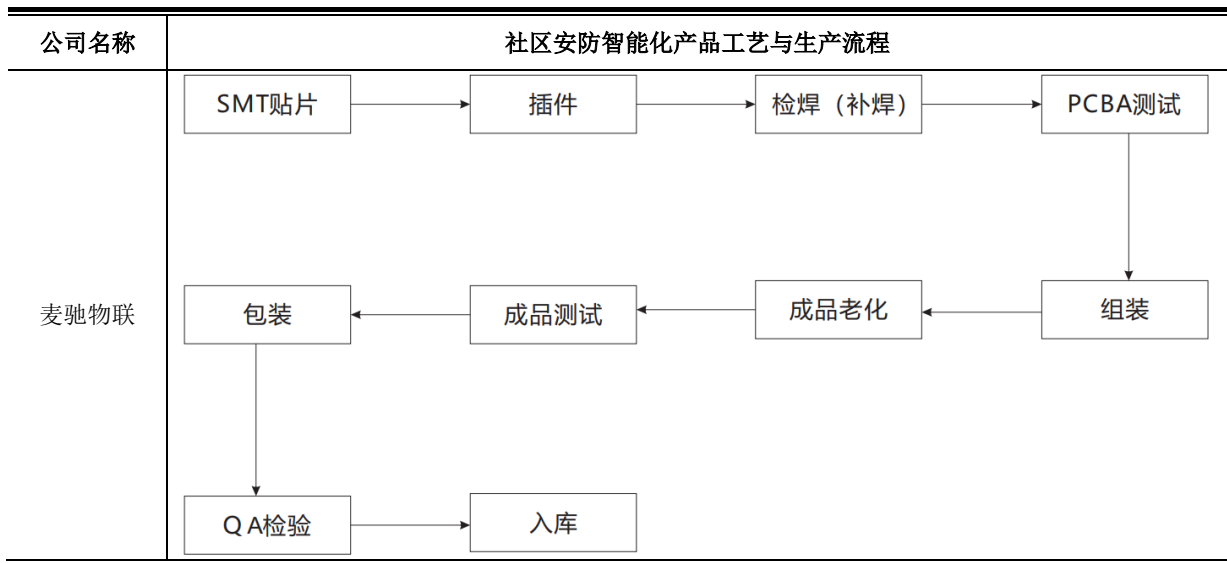 公司名称
社区安防智能化产品工艺与生产流程
麦驰物联
SMT贴片
插件
检焊（补焊）
PCBA测试
组装
成品老化
成品测试
包装
QA检验
入库